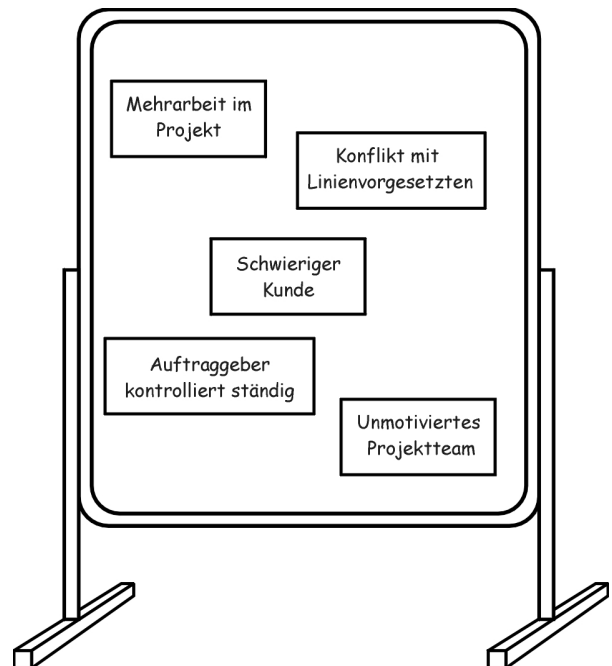 Mehrarbeit im
Projekt
Konflikt mit
Linienvorgesetzten
Schwieriger
Kunde
Auftraggeber
kontrolliert ständig
Unmotiviertes
Projektteam